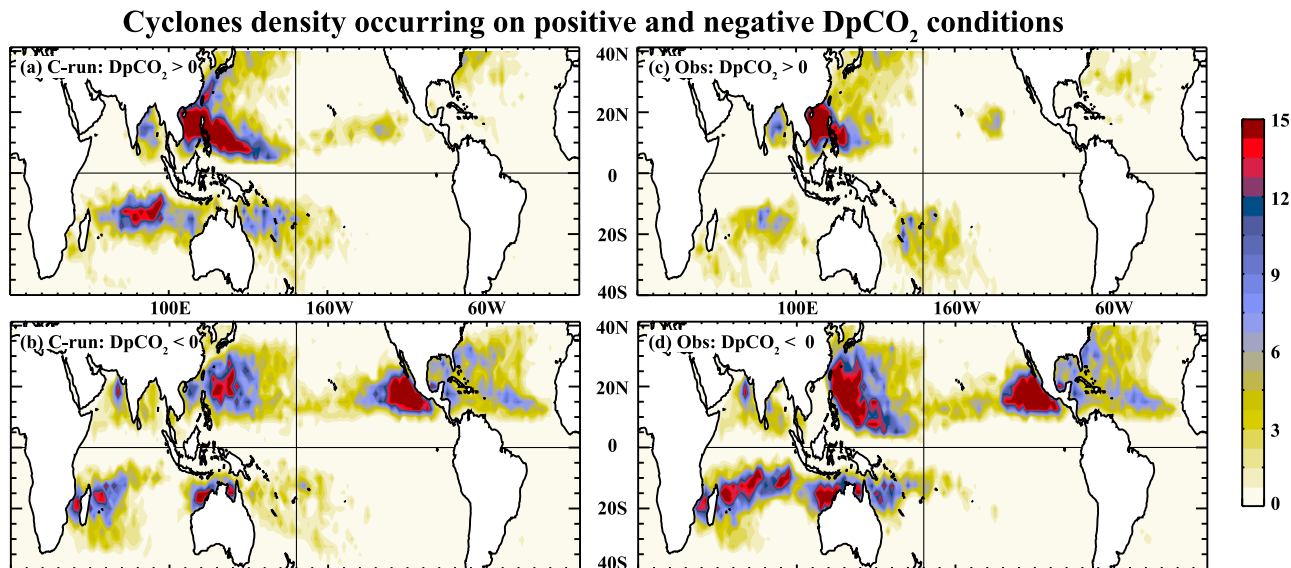 Cyclones density occurring on positive and negative DpCO₂ conditions
(a) C-run: DpCO₂ > 0
40N
(c) Obs: DpCO₂ > 0
20N
0
20S
40S
100E 160W 60W
100E 160W 60W
(b) C-run: DpCO₂ < 0
40N
(d) Obs: DpCO₂ < 0
20N
0
20S
40S
15
12
9
6
3
0